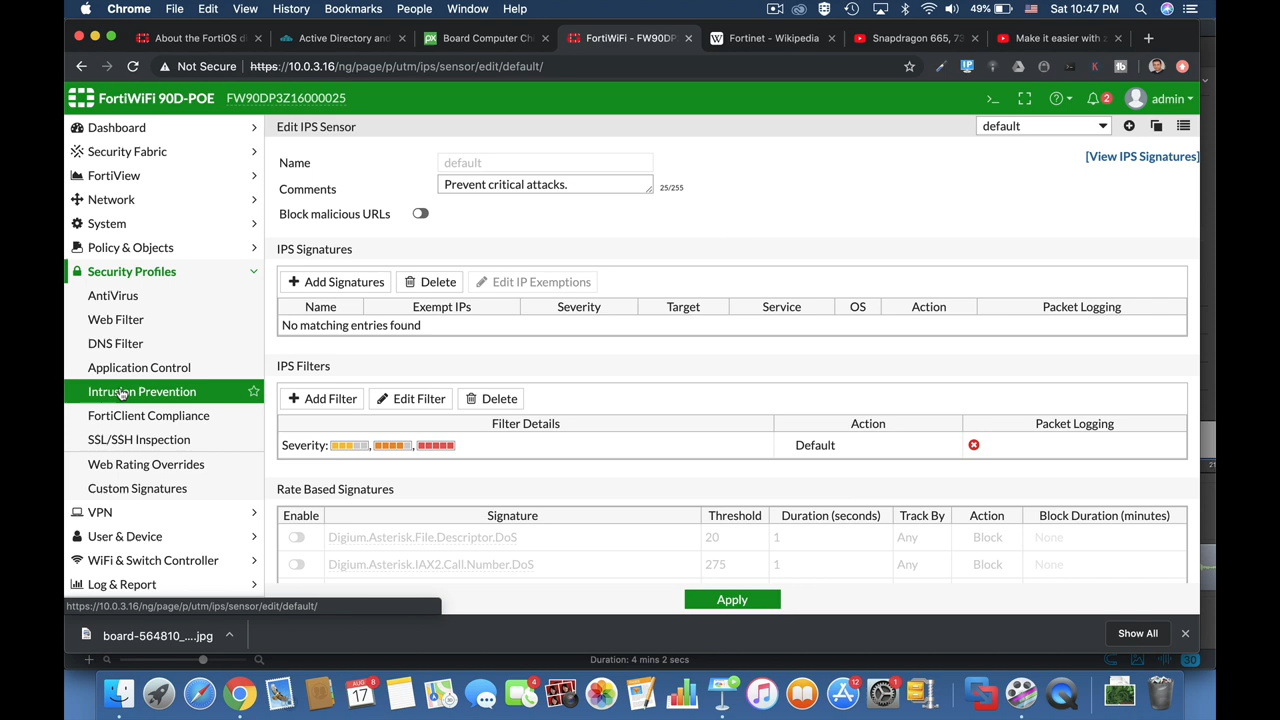 Chrome File Edit View History Bookmarks People Window Help 49% Sat 10:47 PM
About the FortiOS di Active Directory and Board Computer Ch FortiWiFi - FW90DP Fortinet - Wikipedia Snapdragon 665, 73 Make it easier with
Not Secure https://10.0.3.16/ng/page/p/utm/ips/sensor/edit/default/
FortiWiFi 90D-POE FW90DP3Z16000025 2 admin
Dashboard
Security Fabric
FortiView
Network
System
Policy & Objects
Security Profiles
AntiVirus
Web Filter
DNS Filter
Application Control
Intrusion Prevention
FortiClient Compliance
SSL/SSH Inspection
Web Rating Overrides
Custom Signatures
VPN
User & Device
WiFi & Switch Controller
Log & Report
Edit IPS Sensor default
[View IPS Signatures]
Name default
Comments Prevent critical attacks. 25/255
Block malicious URLs
IPS Signatures
Add Signatures Delete Edit IP Exemptions
Name Exempt IPs Severity Target Service OS Action Packet Logging
No matching entries found
IPS Filters
Add Filter Edit Filter Delete
Filter Details Action Packet Logging
Severity: , , Default
Rate Based Signatures
Enable Signature Threshold Duration (seconds) Track By Action Block Duration (minutes)
Digium.Asterisk.File.Descriptor.DoS 20 1 Any Block None
Digium.Asterisk.IAX2.Call.Number.DoS 275 1 Any Block None
Apply
https://10.0.3.16/ng/page/p/utm/ips/sensor/edit/default/
board-564810_....jpg Show All
Duration: 4 mins 2 secs 30
AUG 17 8 4 12 1